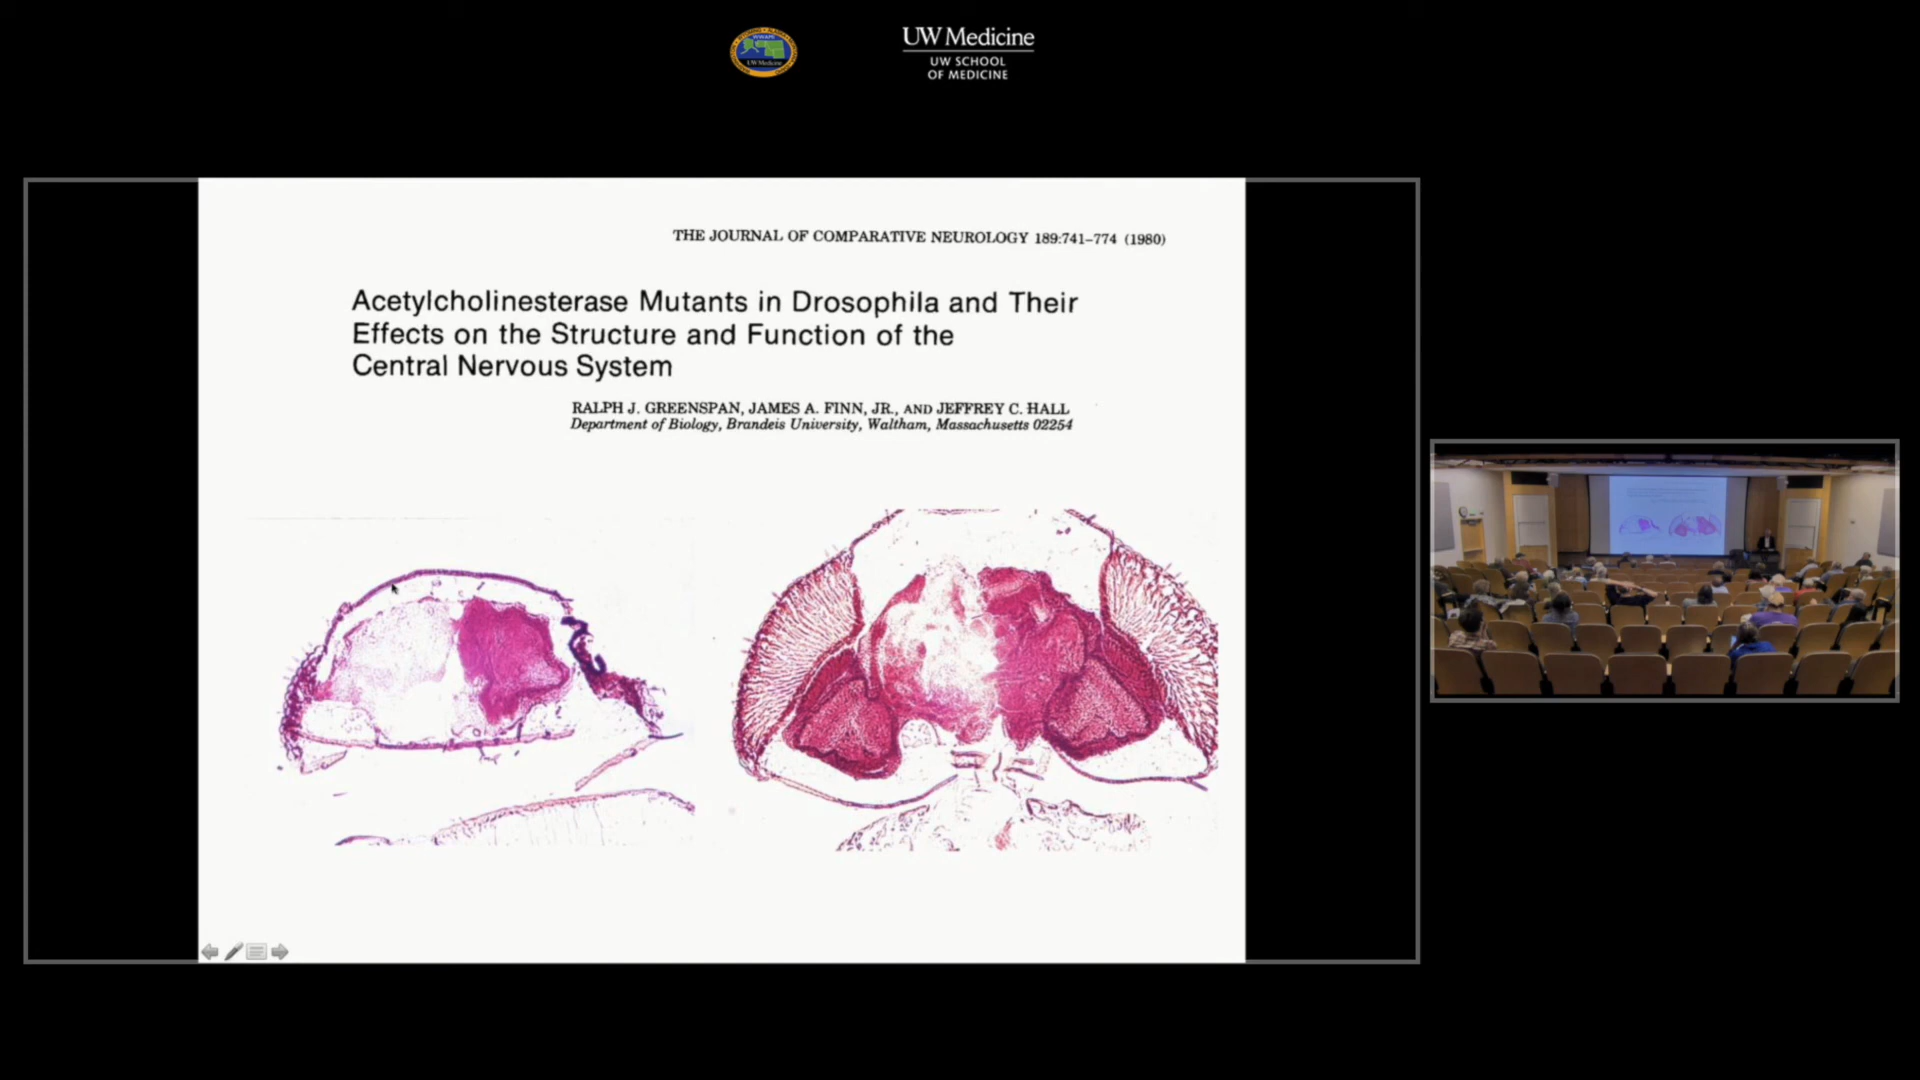 UW Medicine
UW Medicine
UW SCHOOL
OF MEDICINE
THE JOURNAL OF COMPARATIVE NEUROLOGY 189:741–774 (1980)
Acetylcholinesterase Mutants in Drosophila and Their
Effects on the Structure and Function of the
Central Nervous System
RALPH J. GREENSPAN, JAMES A. FINN, JR., AND JEFFREY C. HALL
Department of Biology, Brandeis University, Waltham, Massachusetts 02254